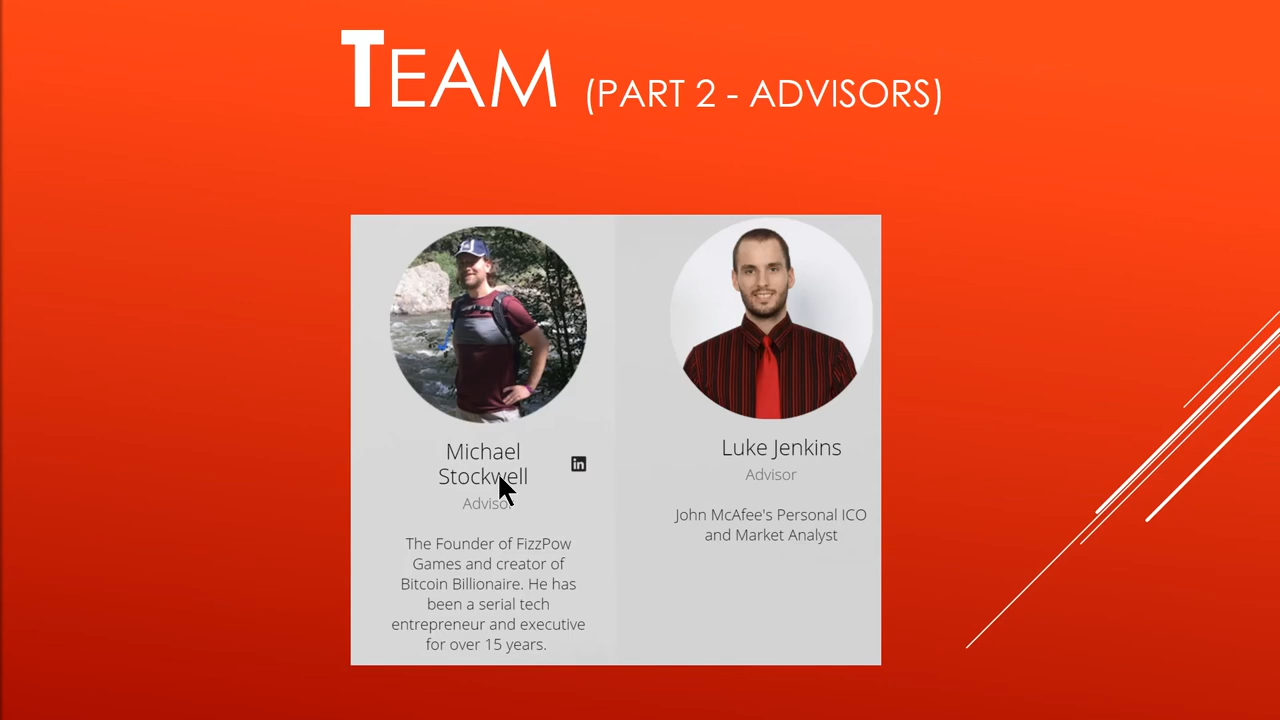 TEAM (PART 2 - ADVISORS)
Michael
Stockwell
in
Advisor
The Founder of FizzPow
Games and creator of
Bitcoin Billionaire. He has
been a serial tech
entrepreneur and executive
for over 15 years.
Luke Jenkins
Advisor
John McAfee's Personal ICO
and Market Analyst